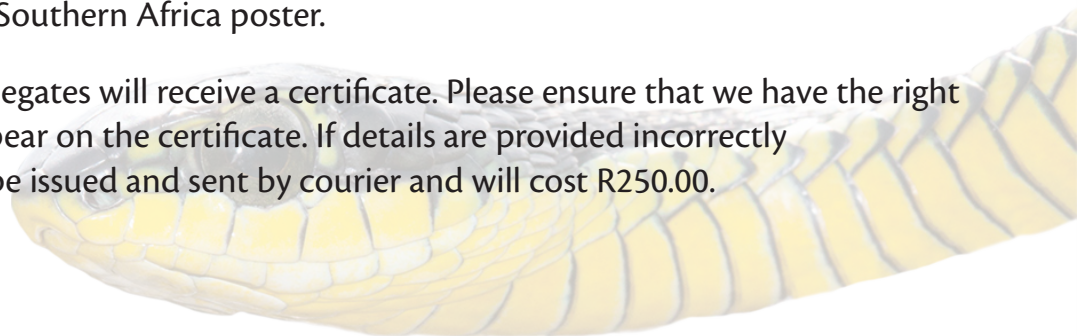 Southern Africa poster.
egates will receive a certificate. Please ensure that we have the right
ear on the certificate. If details are provided incorrectly
be issued and sent by courier and will cost R250.00.